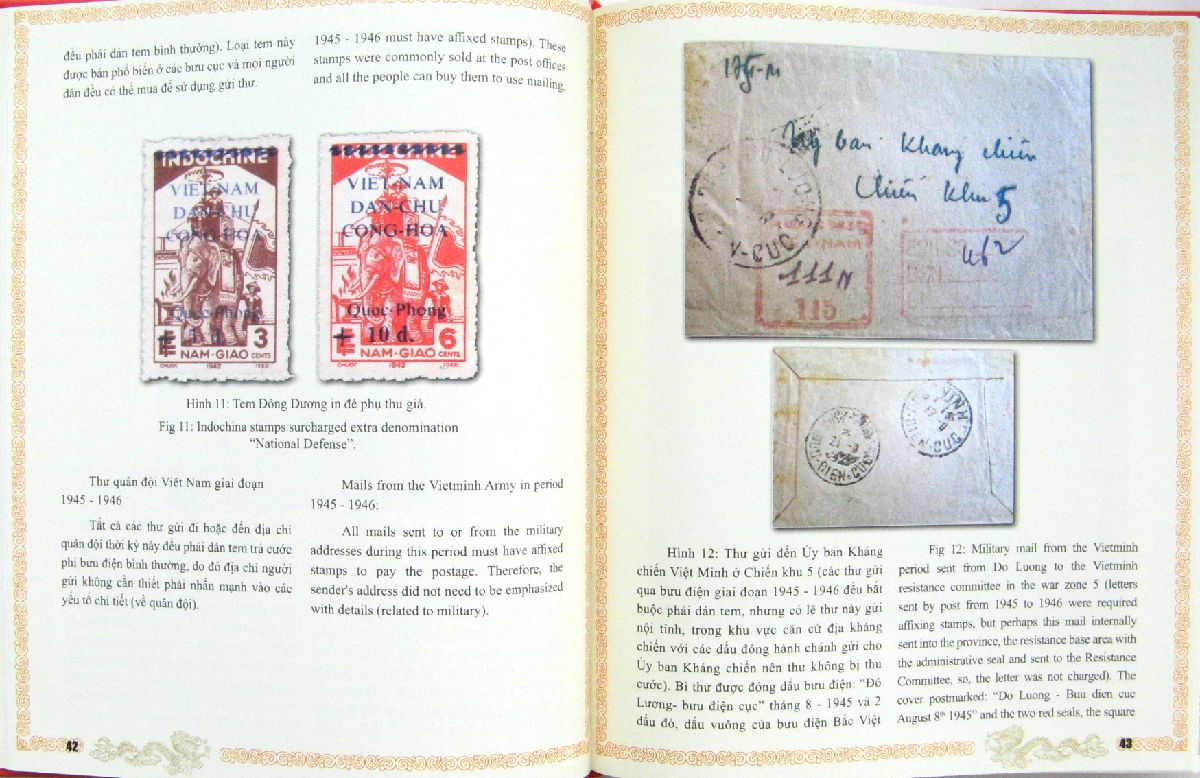 đều phải dán tem bình thường). Loại tem này
được bán phổ biến ở các bưu cục và mọi người
dân đều có thể mua để sử dụng gửi thư.
1945 - 1946 must have affixed stamps). These
stamps were commonly sold at the post offices
and all the people can buy them to use mailing.
INDOCHINE
VIET-NAM
DAN-CHU
CONG-HOA
Quoc-Phong
+ 1 d.
3
NAM-GIAO CENTS
1942
INDOCHINE
VIET-NAM
DAN-CHU
CONG-HOA
Quoc-Phong
+ 10 d.
6
NAM-GIAO CENTS
1942
Hình 11: Tem Đông Dương in đè phụ thu giá.
Fig 11: Indochina stamps surcharged extra denomination
“National Defense”.
Thư quân đội Việt Nam giai đoạn
1945 - 1946
Tất cả các thư gửi đi hoặc đến địa chỉ
quân đội thời kỳ này đều phải dán tem trả cước
phí bưu điện bình thường, do đó địa chỉ người
gửi không cần thiết phải nhấn mạnh vào các
yếu tố chi tiết (về quân đội).
Mails from the Vietminh Army in period
1945 - 1946:
All mails sent to or from the military
addresses during this period must have affixed
stamps to pay the postage. Therefore, the
sender's address did not need to be emphasized
with details (related to military).
42
ban Khang chiến
Chiến khu 5
111N
115
Hình 12: Thư gửi đến Ủy ban Kháng
chiến Việt Minh ở Chiến khu 5 (các thư gửi
qua bưu điện giai đoạn 1945 - 1946 đều bắt
buộc phải dán tem, nhưng có lẽ thư này gửi
nội tỉnh, trong khu vực căn cứ địa kháng
chiến với các dấu đóng hành chánh gửi cho
Ủy ban Kháng chiến nên thư không bị thu
cước). Bì thư được đóng dấu bưu điện: “Đô
Lương- bưu điện cục” tháng 8 - 1945 và 2
dấu đỏ, dấu vuông của bưu điện Bắc Việt
Fig 12: Military mail from the Vietminh
period sent from Do Luong to the Vietminh
resistance committee in the war zone 5 (letters
sent by post from 1945 to 1946 were required
affixing stamps, but perhaps this mail internally
sent into the province, the resistance base area with
the administrative seal and sent to the Resistance
Committee, so, the letter was not charged). The
cover postmarked: “Do Luong - Buu dien cuc
August 8th 1945” and the two red seals, the square
43